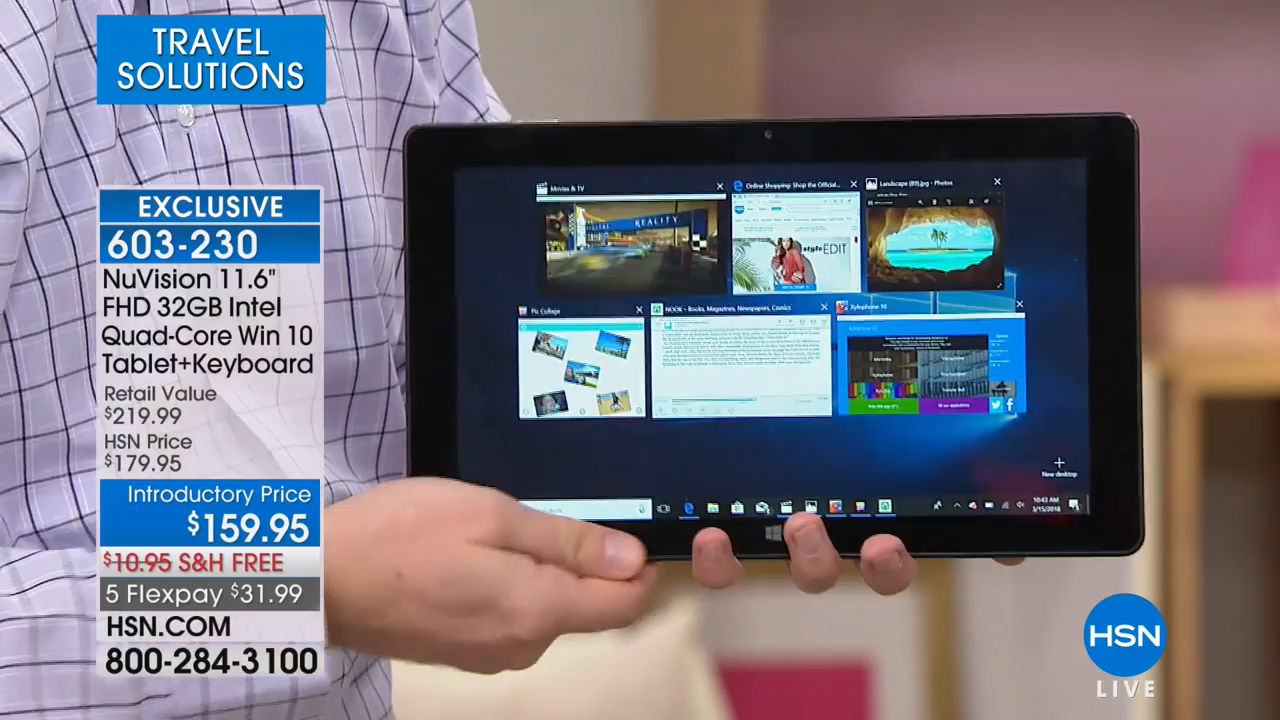 TRAVEL
SOLUTIONS
EXCLUSIVE
603-230
NuVision 11.6"
FHD 32GB Intel
Quad-Core Win 10
Tablet+Keyboard
Retail Value
$219.99
HSN Price
$179.95
Introductory Price
$159.95
$10.95 S&H FREE
5 Flexpay $31.99
HSN.COM
800-284-3100
Movies & TV
Online Shopping: Shop the Official...
Landscape (89).jpg - Photos
REALITY
style EDIT
Pic Collage
NOOK - Books, Magazines, Newspapers, Comics
Xylophone 10
New desktop
10:43 AM
3/15/2018
HSN
LIVE